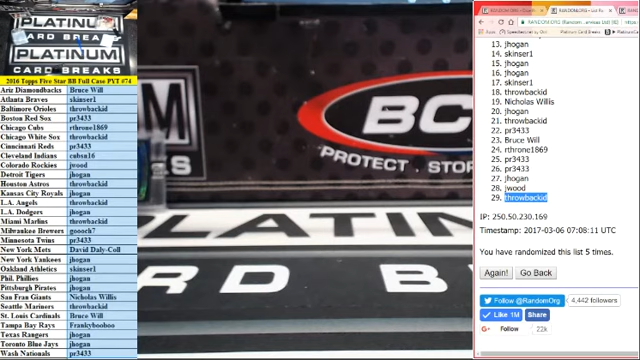 PLATINUM
CARD BREAKS
PLATINUM
CARD BREAKS
2016 Topps Five Star BB Full Case PYT #74
Ariz Diamondbacks Bruce Will
Atlanta Braves skinser1
Baltimore Orioles throwbackid
Boston Red Sox pr3433
Chicago Cubs rthrone1869
Chicago White Sox throwbackid
Cincinnati Reds pr3433
Cleveland Indians cubsn16
Colorado Rockies jwood
Detroit Tigers jhogan
Houston Astros throwbackid
Kansas City Royals jhogan
L.A. Angels throwbackid
L.A. Dodgers jhogan
Miami Marlins throwbackid
Milwaukee Brewers goooch7
Minnesota Twins pr3433
New York Mets David Daly-Coll
New York Yankees jhogan
Oakland Athletics skinser1
Phil. Phillies jhogan
Pittsburgh Pirates jhogan
San Fran Giants Nicholas Willis
Seattle Mariners throwbackid
St. Louis Cardinals Bruce Will
Tampa Bay Rays Frankybooboo
Texas Rangers jhogan
Toronto Blue Jays jhogan
Wash Nationals pr3433
M
S
BC
PROTECT. STO
PLATINUM
RD B
13. jhogan
14. skinser1
15. jhogan
16. jhogan
17. skinser1
18. throwbackid
19. Nicholas Willis
20. jhogan
21. throwbackid
22. pr3433
23. Bruce Will
24. rthrone1869
25. pr3433
26. pr3433
27. jhogan
28. jwood
29. throwbackid
IP: 250.50.230.169
Timestamp: 2017-03-06 07:08:11 UTC
You have randomized this list 5 times.
Again! Go Back
Follow @RandomOrg 4,442 followers
Like 1M Share
Follow 22k